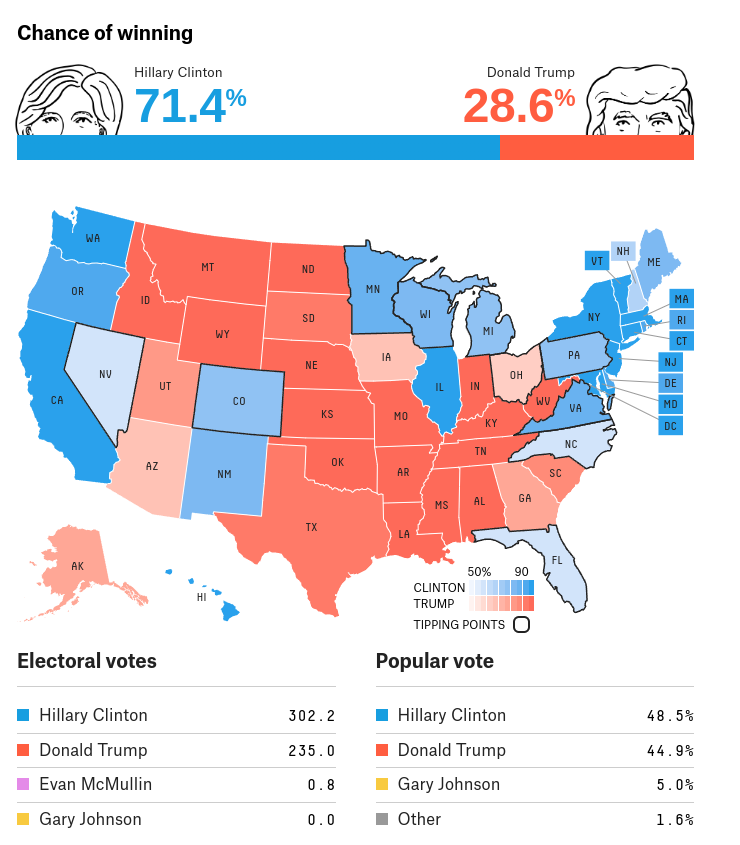 Chance of winning
Hillary Clinton
71.4%
Donald Trump
28.6%
WA
OR
CA
NV
ID
MT
WY
UT
AZ
CO
NM
ND
SD
NE
KS
OK
TX
MN
IA
MO
AR
LA
WI
IL
MI
IN
OH
KY
TN
MS
AL
GA
FL
SC
NC
VA
WV
PA
NY
VT
NH
ME
MA
RI
CT
NJ
DE
MD
DC
AK
HI
50% 90
CLINTON
TRUMP
TIPPING POINTS
Electoral votes
Hillary Clinton 302.2
Donald Trump 235.0
Evan McMullin 0.8
Gary Johnson 0.0
Popular vote
Hillary Clinton 48.5%
Donald Trump 44.9%
Gary Johnson 5.0%
Other 1.6%